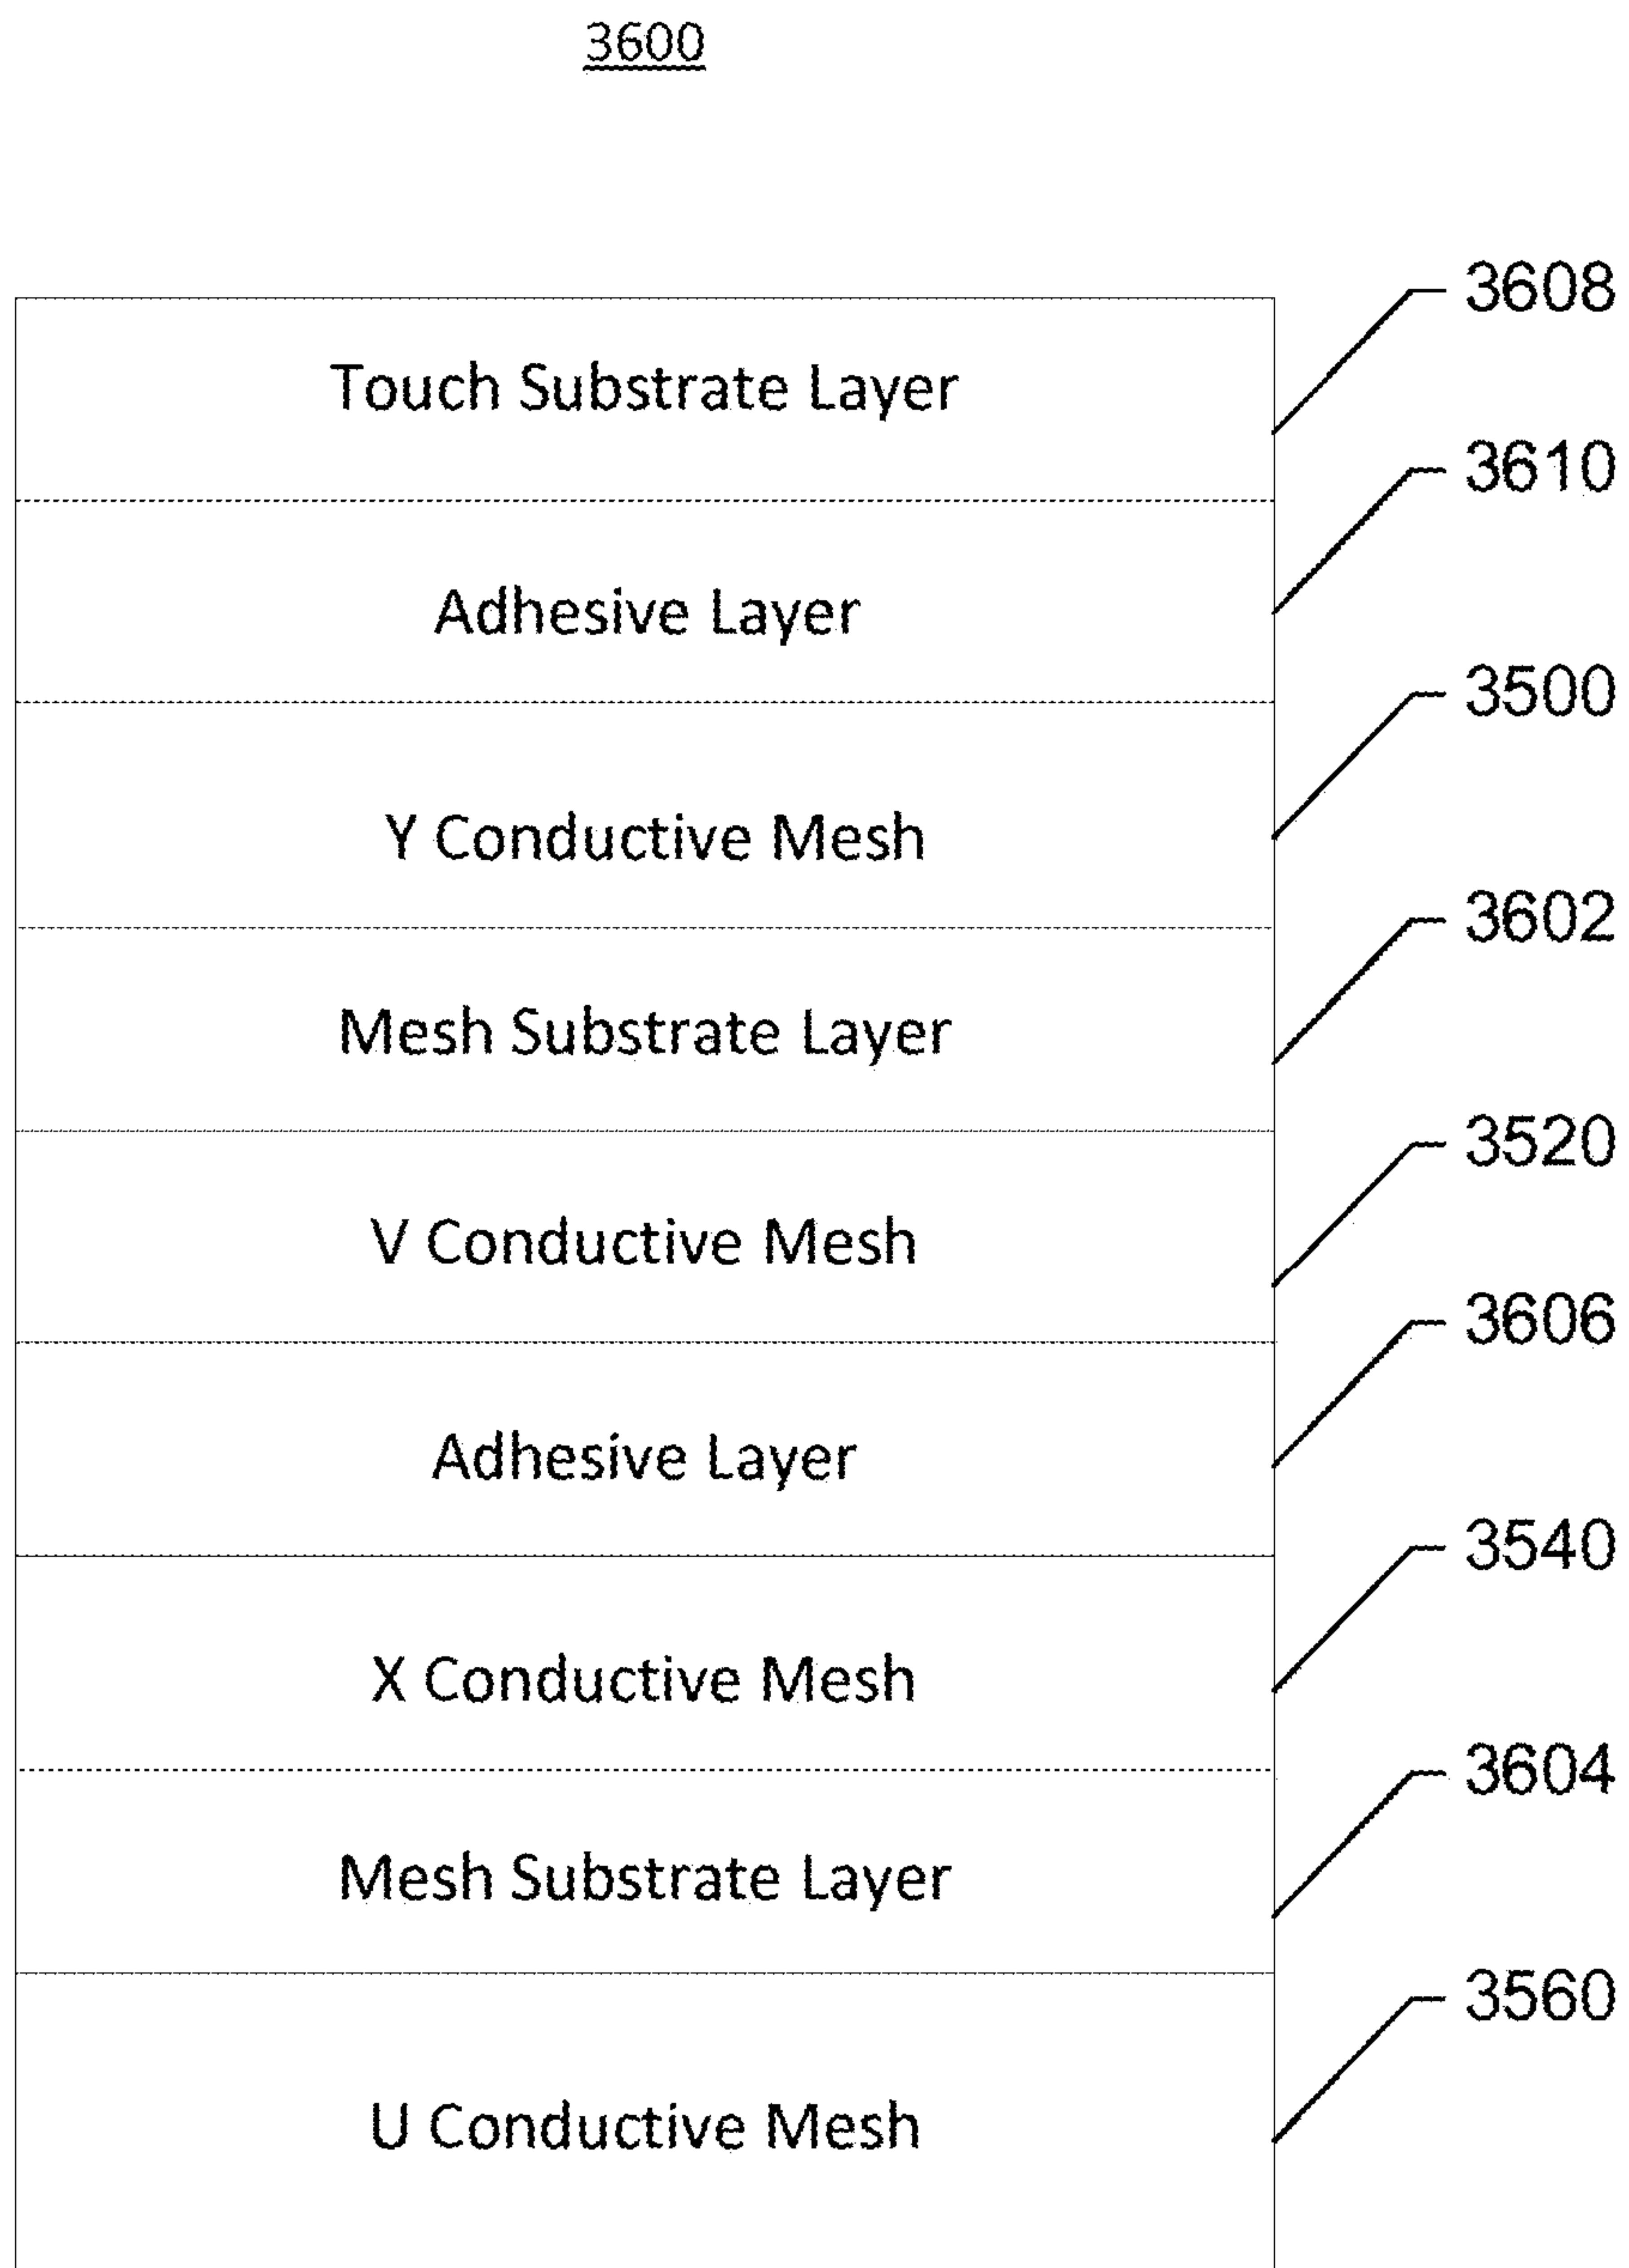 3600
Touch Substrate Layer
3608
Adhesive Layer
3610
Y Conductive Mesh
3500
Mesh Substrate Layer
3602
V Conductive Mesh
3520
Adhesive Layer
3606
X Conductive Mesh
3540
Mesh Substrate Layer
3604
U Conductive Mesh
3560